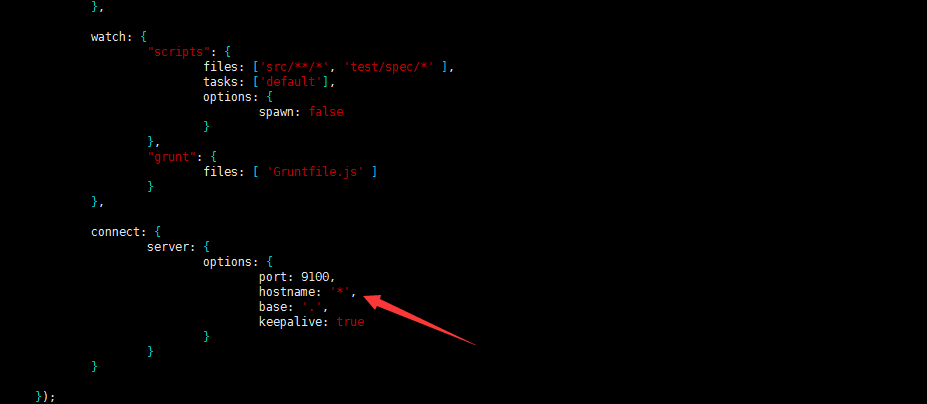 },
watch: {
"scripts": {
files: ['src/**/*', 'test/spec/*' ],
tasks: ['default'],
options: {
spawn: false
}
},
"grunt": {
files: [ 'Gruntfile.js' ]
}
},
connect: {
server: {
options: {
port: 9100,
hostname: '*',
base: '.',
keepalive: true
}
}
}
});